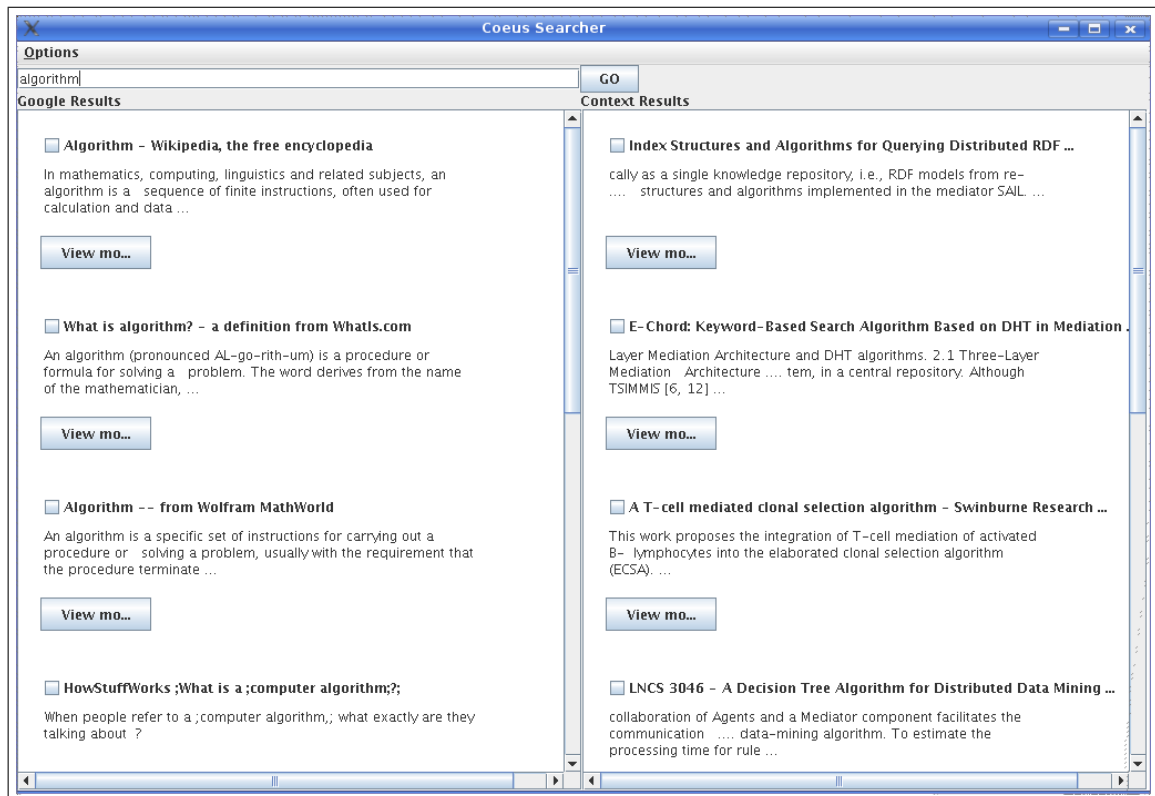 Coeus Searcher
Options
algorithm
GO
Google Results
Context Results
Algorithm - Wikipedia, the free encyclopedia
In mathematics, computing, linguistics and related subjects, an
algorithm is a sequence of finite instructions, often used for
calculation and data ...
View mo...
What is algorithm? - a definition from WhatIs.com
An algorithm (pronounced AL-go-rith-um) is a procedure or
formula for solving a problem. The word derives from the name
of the mathematician, ...
View mo...
Algorithm -- from Wolfram MathWorld
An algorithm is a specific set of instructions for carrying out a
procedure or solving a problem, usually with the requirement that
the procedure terminate ...
View mo...
HowStuffWorks ;What is a ;computer algorithm;?;
When people refer to a ;computer algorithm,; what exactly are they
talking about ?
Index Structures and Algorithms for Querying Distributed RDF ...
cally as a single knowledge repository, i.e., RDF models from re-
.... structures and algorithms implemented in the mediator SAIL. ...
View mo...
E-Chord: Keyword-Based Search Algorithm Based on DHT in Mediation .
Layer Mediation Architecture and DHT algorithms. 2.1 Three-Layer
Mediation Architecture .... tem, in a central repository. Although
TSIMMIS [6, 12] ...
View mo...
A T-cell mediated clonal selection algorithm - Swinburne Research ...
This work proposes the integration of T-cell mediation of activated
B- lymphocytes into the elaborated clonal selection algorithm
(ECSA). ...
View mo...
LNCS 3046 - A Decision Tree Algorithm for Distributed Data Mining ...
collaboration of Agents and a Mediator component facilitates the
communication .... data-mining algorithm. To estimate the
processing time for rule ...